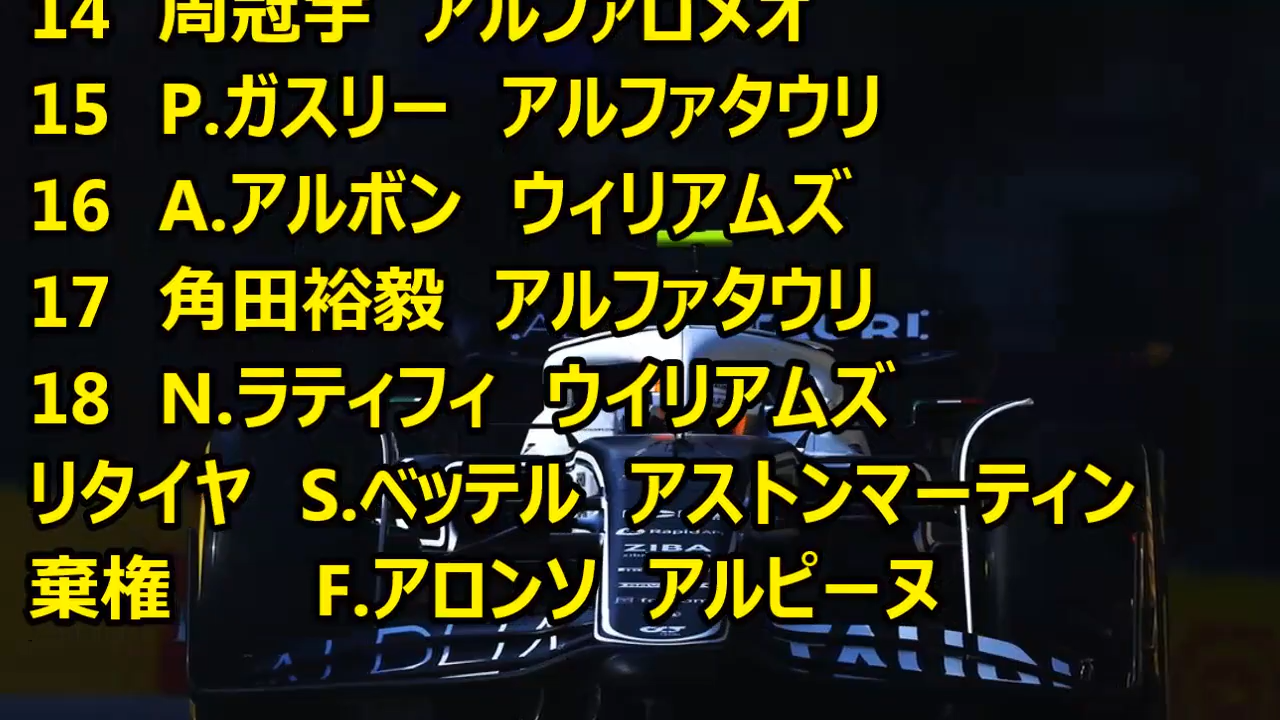 14 周冠宇 アルファロメオ
15 P.ガスリー アルファタウリ
16 A.アルボン ウィリアムズ
17 角田裕毅 アルファタウリ
18 N.ラティフィ ウイリアムズ
リタイヤ S.ベッテル アストンマーティン
棄権 F.アロンソ アルピーヌ
ZIBA